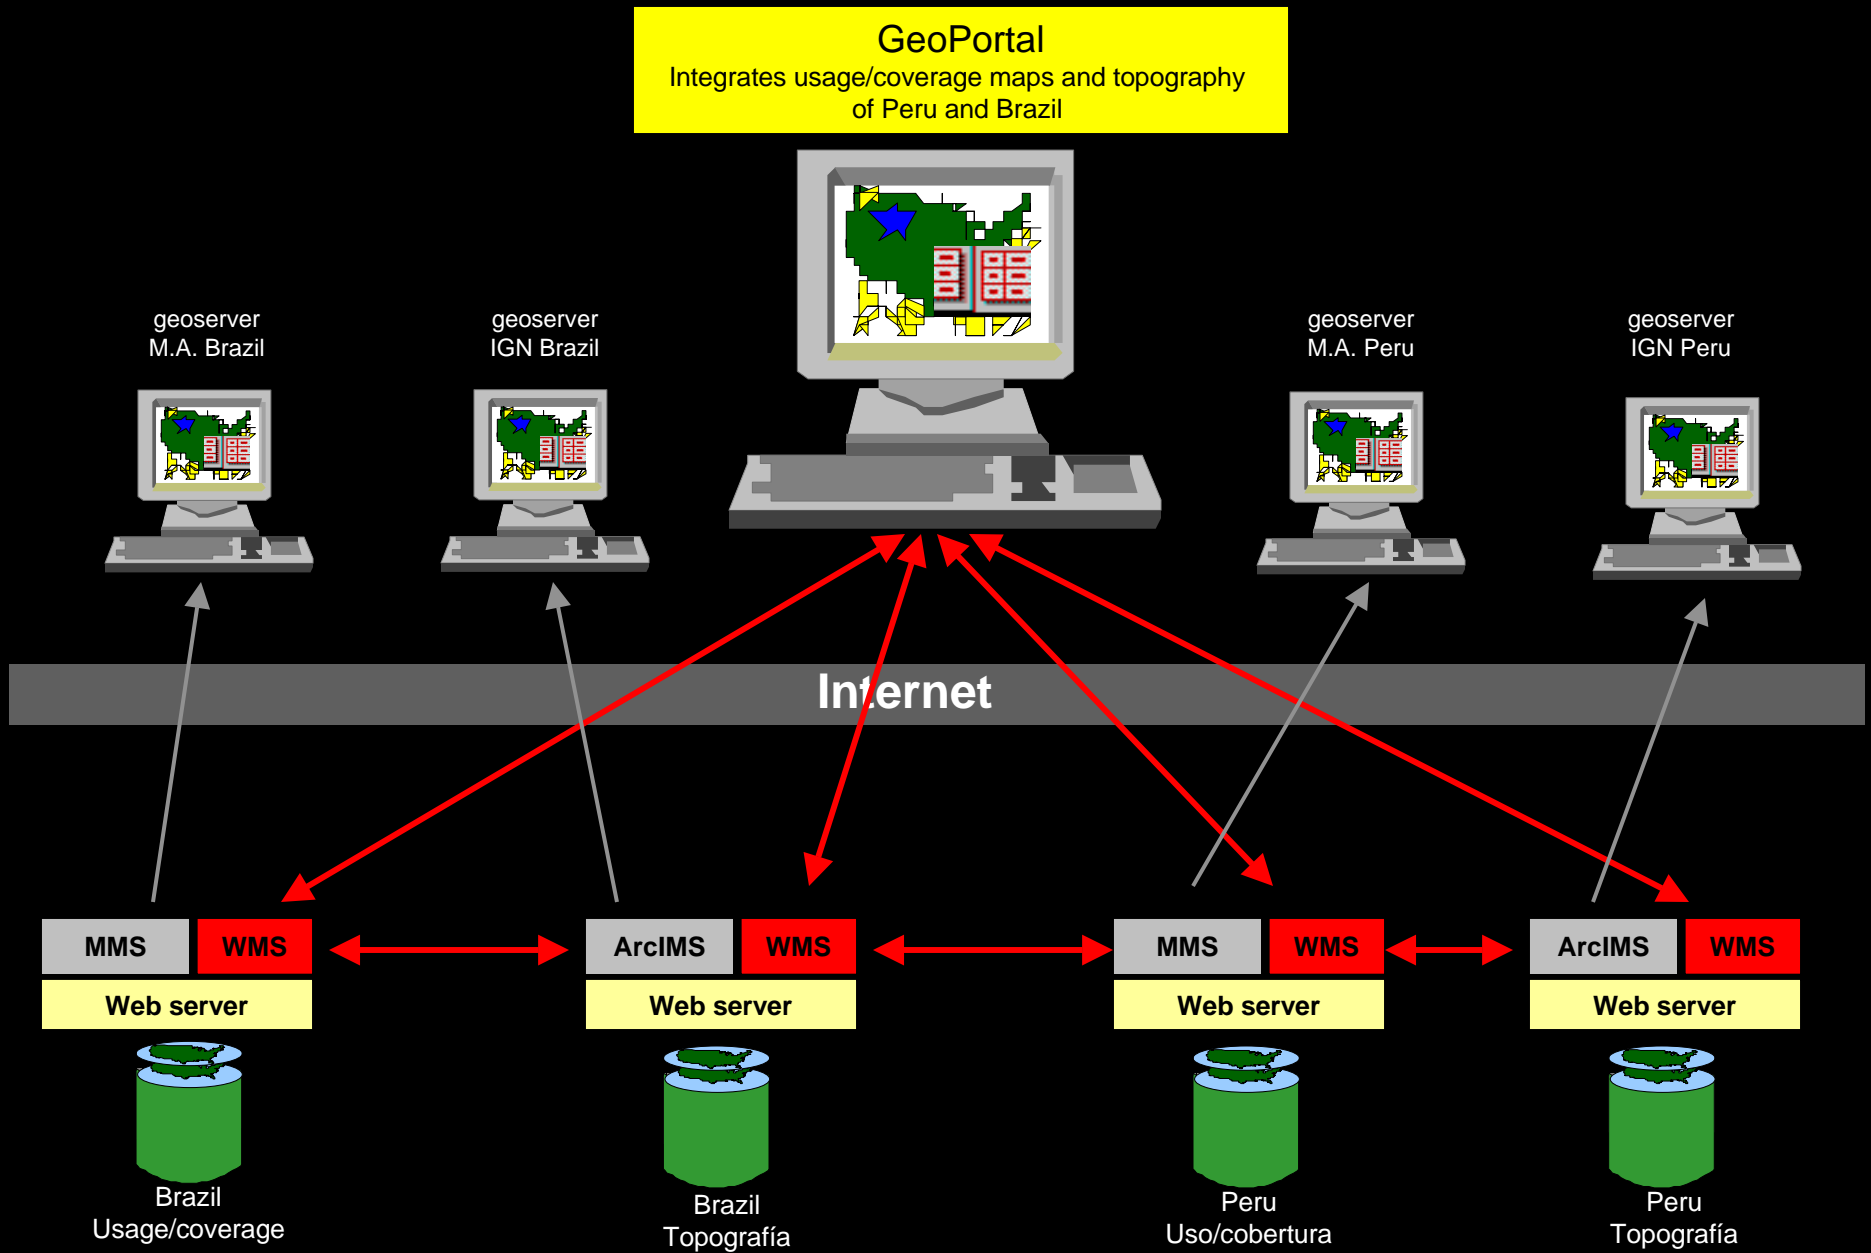 GeoPortal
Integrates usage/coverage maps and topography
of Peru and Brazil
geoserver
M.A. Brazil
geoserver
IGN Brazil
geoserver
M.A. Peru
geoserver
IGN Peru
Internet
MMS
WMS
ArcIMS
WMS
MMS
WMS
ArcIMS
WMS
Web server
Web server
Web server
Web server
Brazil
Usage/coverage
Brazil
Topografía
Peru
Uso/cobertura
Peru
Topografía